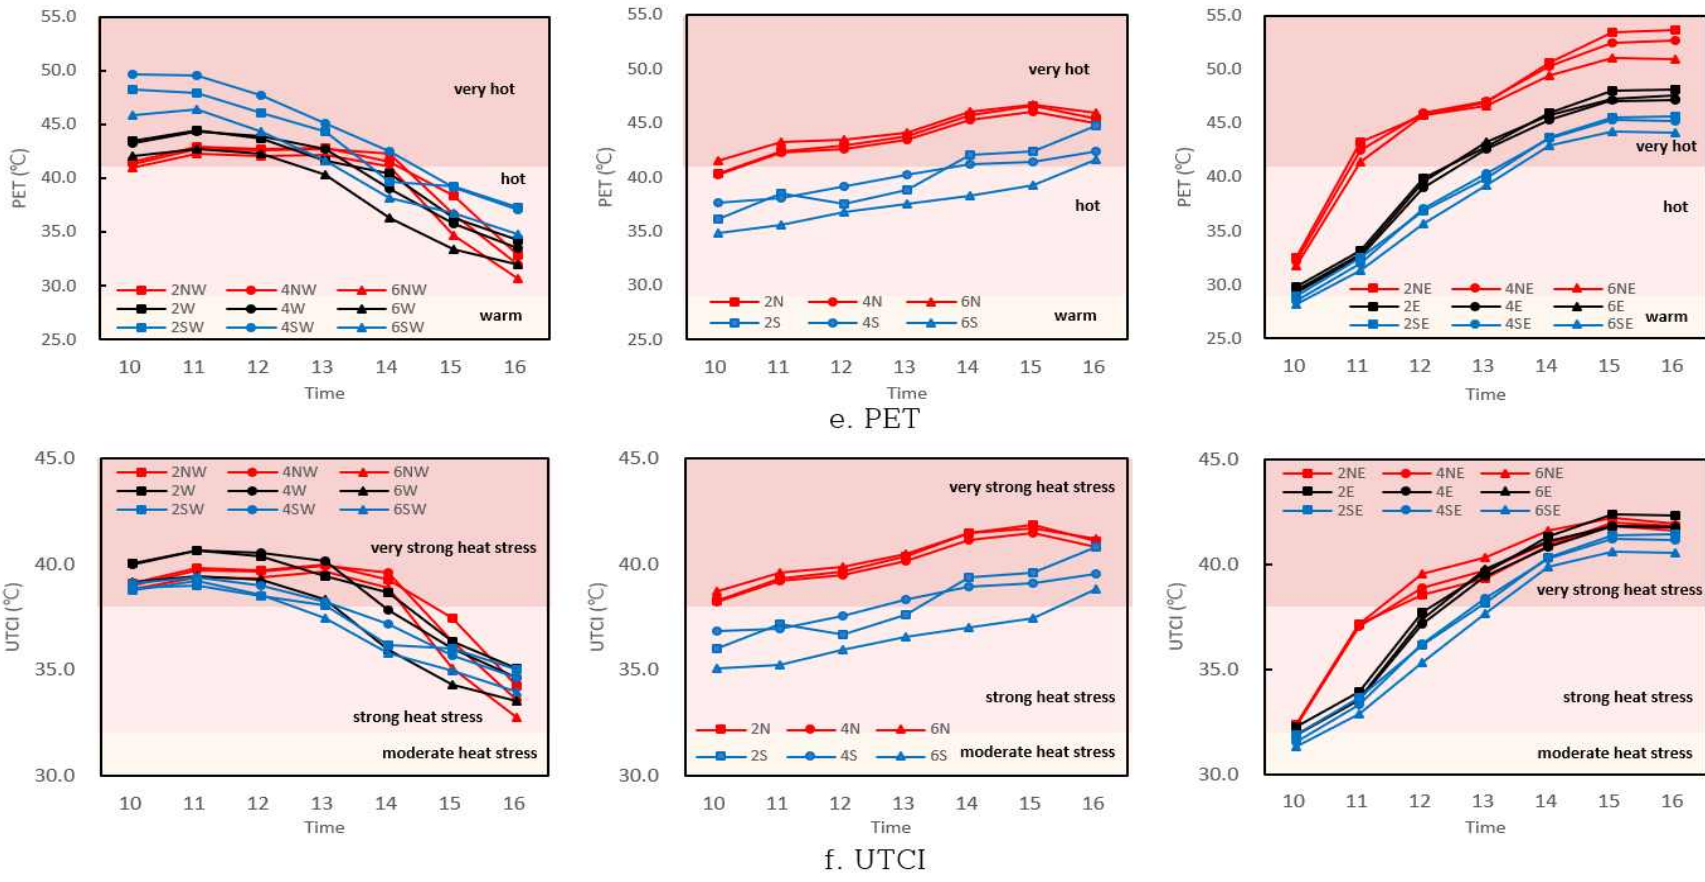 55.0
50.0
45.0
40.0
35.0
30.0
25.0
PET (°C)
very hot
hot
warm
2NW 4NW 6NW
2W 4W 6W
2SW 4SW 6SW
10 11 12 13 14 15 16
Time
55.0
50.0
45.0
40.0
35.0
30.0
25.0
PET (°C)
very hot
hot
warm
2N 4N 6N
2S 4S 6S
10 11 12 13 14 15 16
Time
55.0
50.0
45.0
40.0
35.0
30.0
25.0
PET (°C)
very hot
hot
warm
2NE 4NE 6NE
2E 4E 6E
2SE 4SE 6SE
10 11 12 13 14 15 16
Time
e. PET
45.0
40.0
35.0
30.0
UTCI (°C)
2NW 4NW 6NW
2W 4W 6W
2SW 4SW 6SW
very strong heat stress
strong heat stress
moderate heat stress
10 11 12 13 14 15 16
Time
45.0
40.0
35.0
30.0
UTCI (°C)
very strong heat stress
strong heat stress
2N 4N 6N
2S 4S 6S
moderate heat stress
10 11 12 13 14 15 16
Time
45.0
40.0
35.0
30.0
UTCI (°C)
2NE 4NE 6NE
2E 4E 6E
2SE 4SE 6SE
very strong heat stress
strong heat stress
moderate heat stress
10 11 12 13 14 15 16
Time
f. UTCI